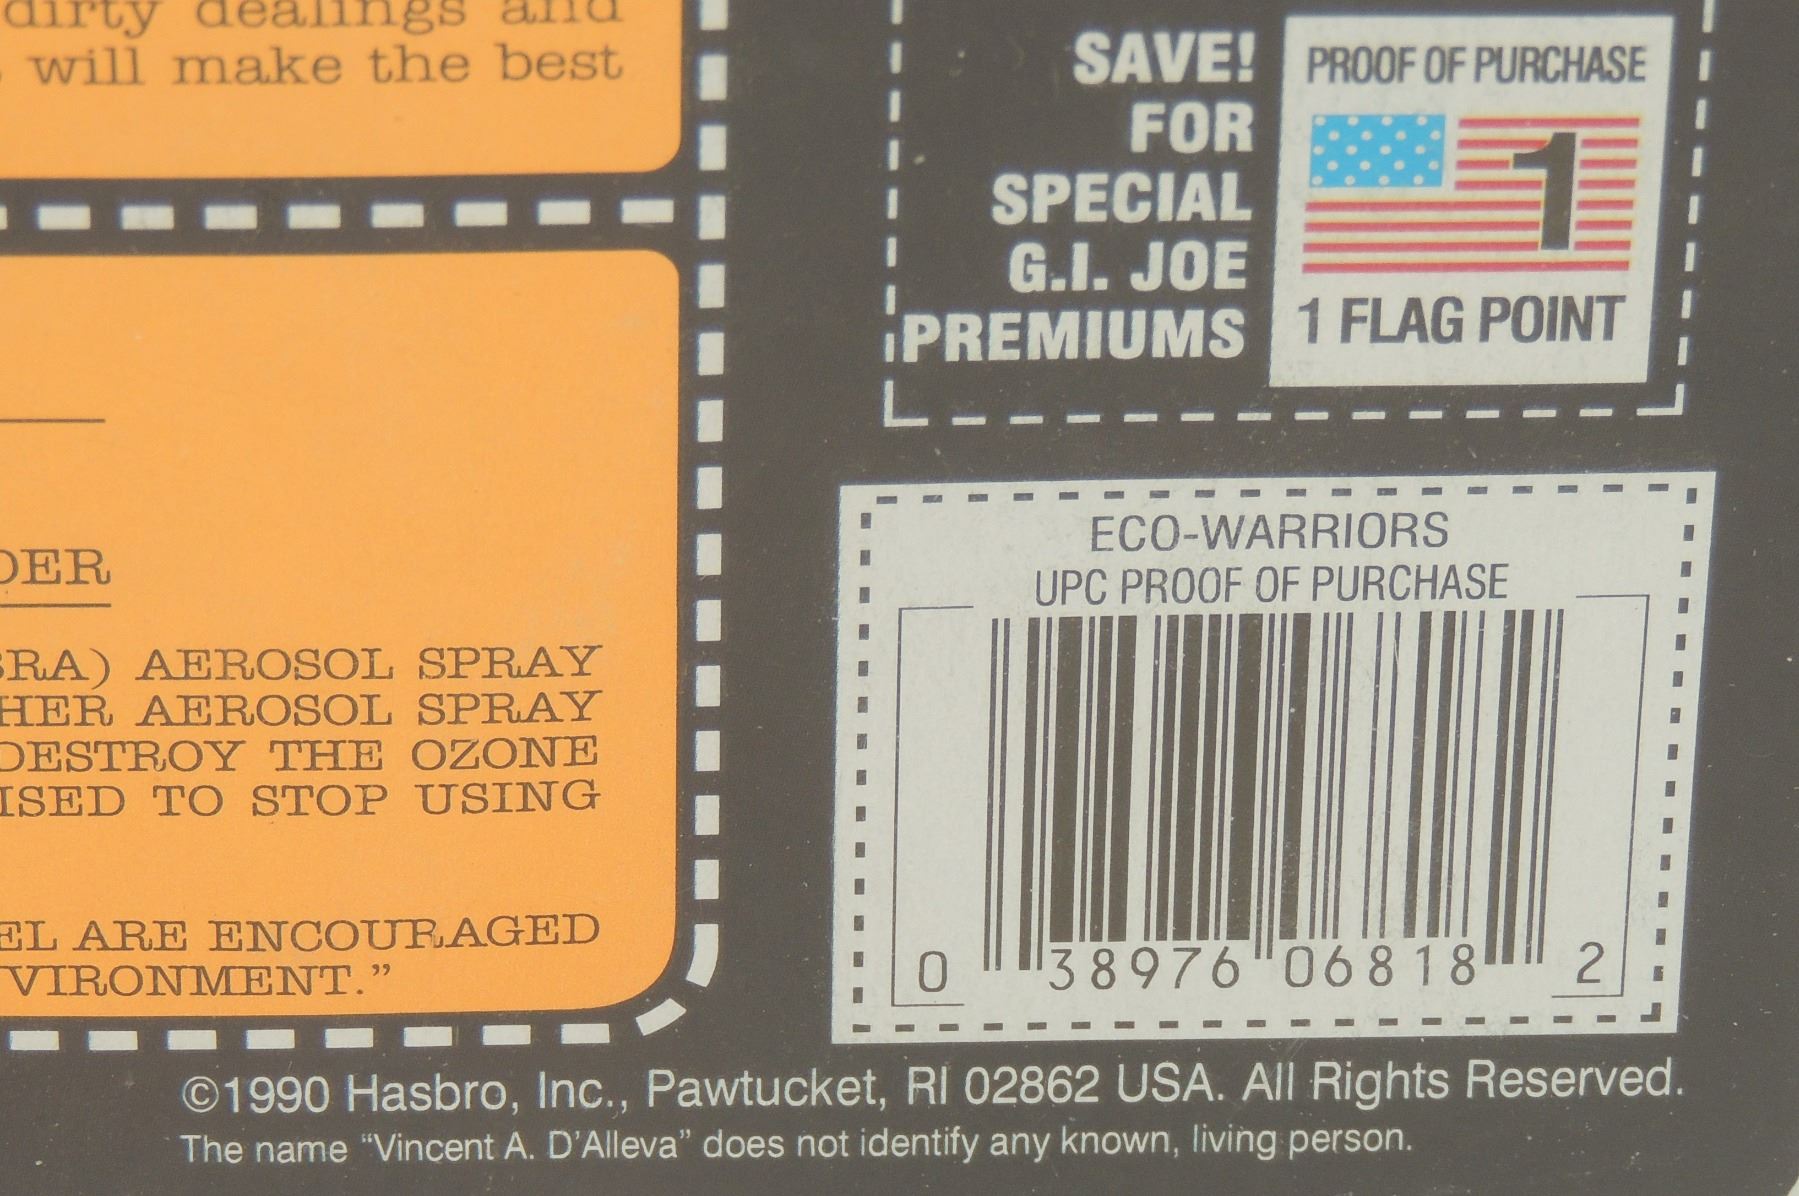 dirty dealings and
will make the best
DER
BRA) AEROSOL SPRAY
HER AEROSOL SPRAY
DESTROY THE OZONE
ISED TO STOP USING
EL ARE ENCOURAGED
VIRONMENT.”
SAVE!
FOR
SPECIAL
G.I. JOE
PREMIUMS
PROOF OF PURCHASE
1
1 FLAG POINT
ECO-WARRIORS
UPC PROOF OF PURCHASE
0 38976 06818 2
©1990 Hasbro, Inc., Pawtucket, RI 02862 USA. All Rights Reserved.
The name “Vincent A. D’Alleva” does not identify any known, living person.